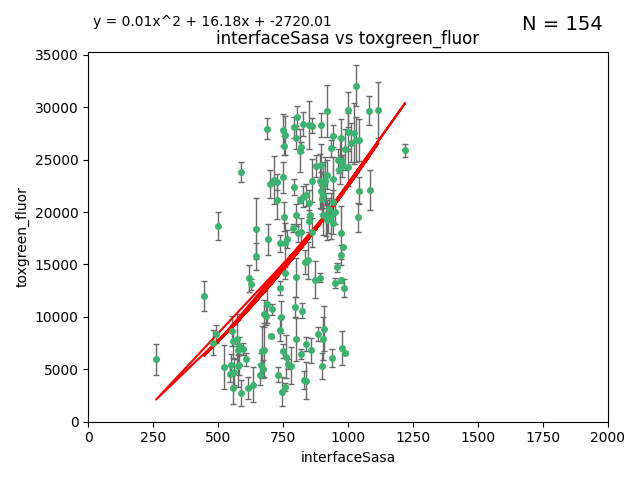 y = 0.01x^2 + 16.18x + -2720.01
N = 154
interfaceSasa vs toxgreen_fluor
35000
30000
25000
20000
15000
10000
5000
0
toxgreen_fluor
0 250 500 750 1000 1250 1500 1750 2000
interfaceSasa